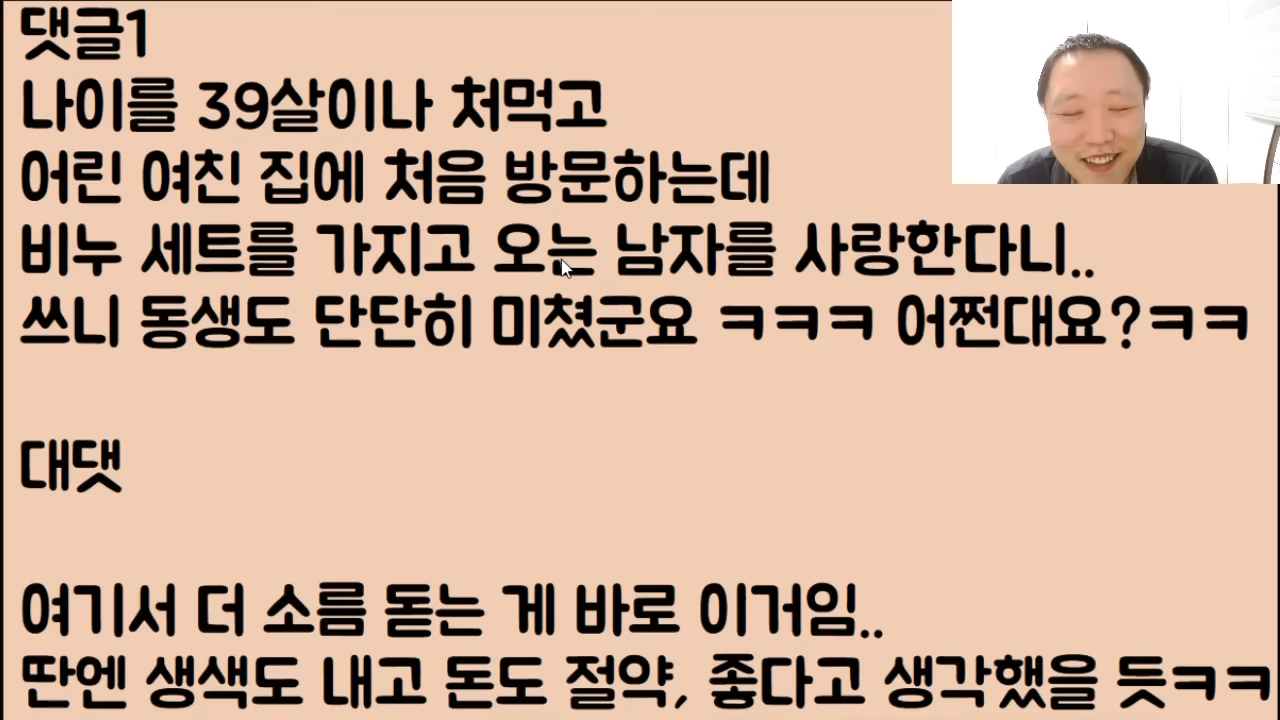 댓글1
나이를 39살이나 처먹고
어린 여친 집에 처음 방문하는데
비누 세트를 가지고 오는 남자를 사랑한다니..
쓰니 동생도 단단히 미쳤군요 ㅋㅋㅋ 어쩐대요?ㅋㅋ
대댓
여기서 더 소름 돋는 게 바로 이거임..
딴엔 생색도 내고 돈도 절약, 좋다고 생각했을 듯ㅋㅋ